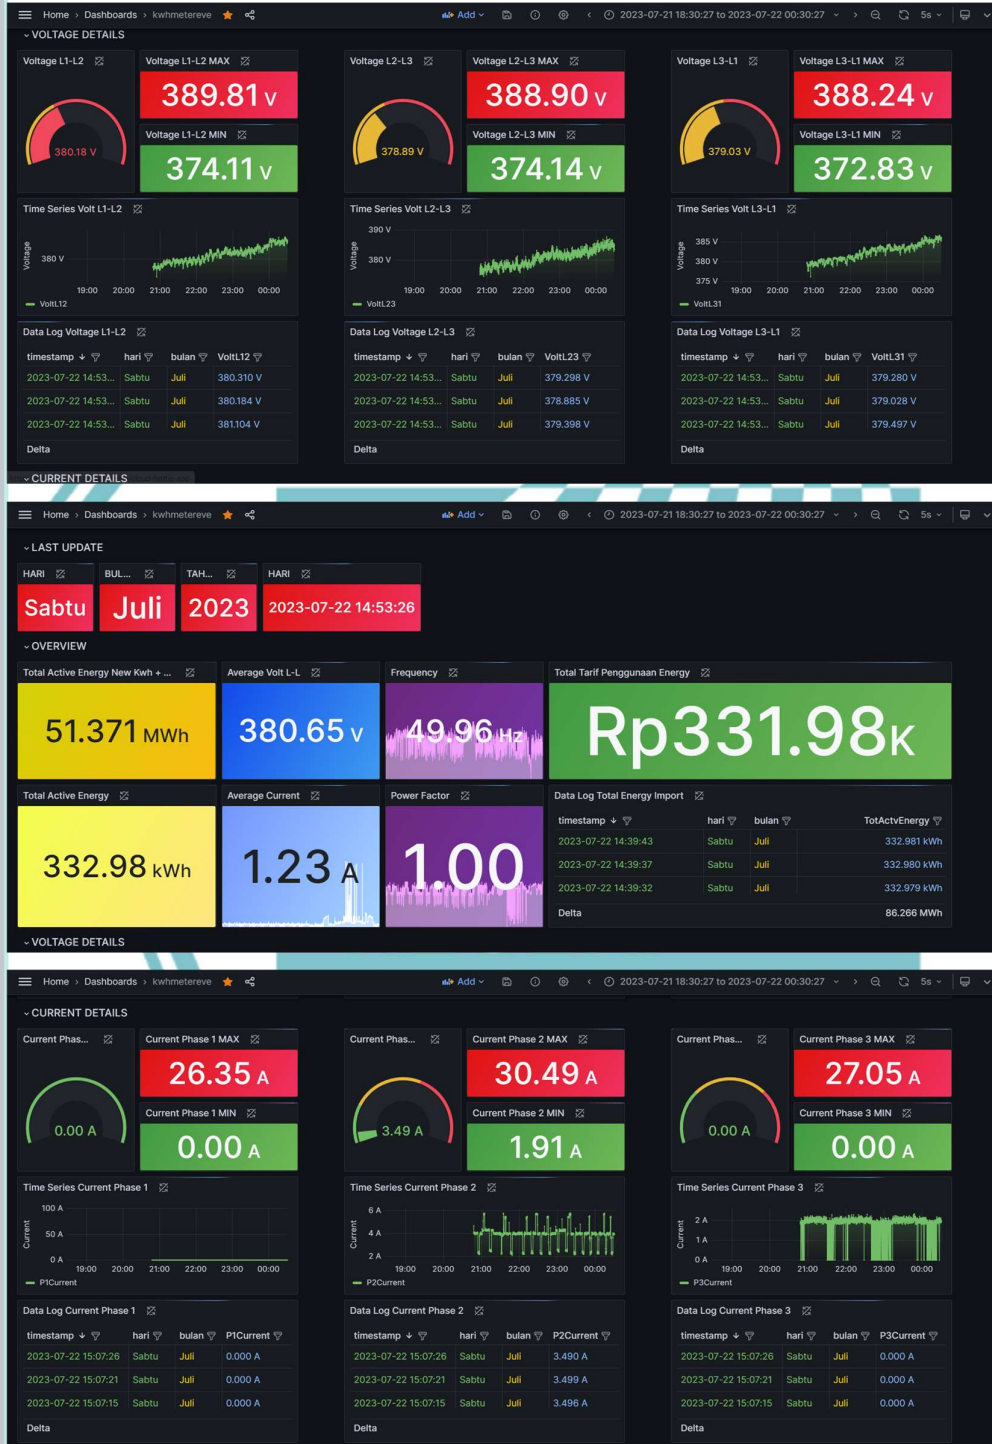 Home › Dashboards › kwhmetereve Add 2023-07-21 18:30:27 to 2023-07-22 00:30:27 5s
VOLTAGE DETAILS
Voltage L1-L2 Voltage L1-L2 MAX Voltage L2-L3 Voltage L2-L3 MAX Voltage L3-L1 Voltage L3-L1 MAX
389.81 V 388.90 V 388.24 V
Voltage L1-L2 MIN Voltage L2-L3 MIN Voltage L3-L1 MIN
380.18 V 378.89 V 379.03 V
374.11 V 374.14 V 372.83 V
Time Series Volt L1-L2 Time Series Volt L2-L3 Time Series Volt L3-L1
Voltage 380 V Voltage 390 V 380 V Voltage 385 V 380 V 375 V
19:00 20:00 21:00 22:00 23:00 00:00 19:00 20:00 21:00 22:00 23:00 00:00 19:00 20:00 21:00 22:00 23:00 00:00
VoltL12 VoltL23 VoltL31
Data Log Voltage L1-L2 Data Log Voltage L2-L3 Data Log Voltage L3-L1
timestamp hari bulan VoltL12 timestamp hari bulan VoltL23 timestamp hari bulan VoltL31
2023-07-22 14:53... Sabtu Juli 380.310 V 2023-07-22 14:53... Sabtu Juli 379.298 V 2023-07-22 14:53... Sabtu Juli 379.280 V
2023-07-22 14:53... Sabtu Juli 380.184 V 2023-07-22 14:53... Sabtu Juli 378.885 V 2023-07-22 14:53... Sabtu Juli 379.028 V
2023-07-22 14:53... Sabtu Juli 381.104 V 2023-07-22 14:53... Sabtu Juli 379.398 V 2023-07-22 14:53... Sabtu Juli 379.497 V
Delta Delta Delta
CURRENT DETAILS
Home › Dashboards › kwhmetereve Add 2023-07-21 18:30:27 to 2023-07-22 00:30:27 5s
LAST UPDATE
HARI BUL... TAH... HARI
Sabtu Juli 2023 2023-07-22 14:53:26
OVERVIEW
Total Active Energy New Kwh + ... Average Volt L-L Frequency Total Tarif Penggunaan Energy
51.371 MWh 380.65 V 49.96 Hz Rp331.98K
Total Active Energy Average Current Power Factor Data Log Total Energy Import
332.98 kWh 1.23 A 1.00
timestamp hari bulan TotActvEnergy
2023-07-22 14:39:43 Sabtu Juli 332.981 kWh
2023-07-22 14:39:37 Sabtu Juli 332.980 kWh
2023-07-22 14:39:32 Sabtu Juli 332.979 kWh
Delta 86.266 MWh
VOLTAGE DETAILS
Home › Dashboards › kwhmetereve Add 2023-07-21 18:30:27 to 2023-07-22 00:30:27 5s
CURRENT DETAILS
Current Phas... Current Phase 1 MAX Current Phas... Current Phase 2 MAX Current Phas... Current Phase 3 MAX
26.35 A 30.49 A 27.05 A
Current Phase 1 MIN Current Phase 2 MIN Current Phase 3 MIN
0.00 A 3.49 A 0.00 A
0.00 A 1.91 A 0.00 A
Time Series Current Phase 1 Time Series Current Phase 2 Time Series Current Phase 3
Current 100 A 50 A 0 A Current 6 A 4 A 2 A Current 2 A 1 A 0 A
19:00 20:00 21:00 22:00 23:00 00:00 19:00 20:00 21:00 22:00 23:00 00:00 19:00 20:00 21:00 22:00 23:00 00:00
P1Current P2Current P3Current
Data Log Current Phase 1 Data Log Current Phase 2 Data Log Current Phase 3
timestamp hari bulan P1Current timestamp hari bulan P2Current timestamp hari bulan P3Current
2023-07-22 15:07:26 Sabtu Juli 0.000 A 2023-07-22 15:07:26 Sabtu Juli 3.490 A 2023-07-22 15:07:26 Sabtu Juli 0.000 A
2023-07-22 15:07:21 Sabtu Juli 0.000 A 2023-07-22 15:07:21 Sabtu Juli 3.499 A 2023-07-22 15:07:21 Sabtu Juli 0.000 A
2023-07-22 15:07:15 Sabtu Juli 0.000 A 2023-07-22 15:07:15 Sabtu Juli 3.496 A 2023-07-22 15:07:15 Sabtu Juli 0.000 A
Delta Delta Delta